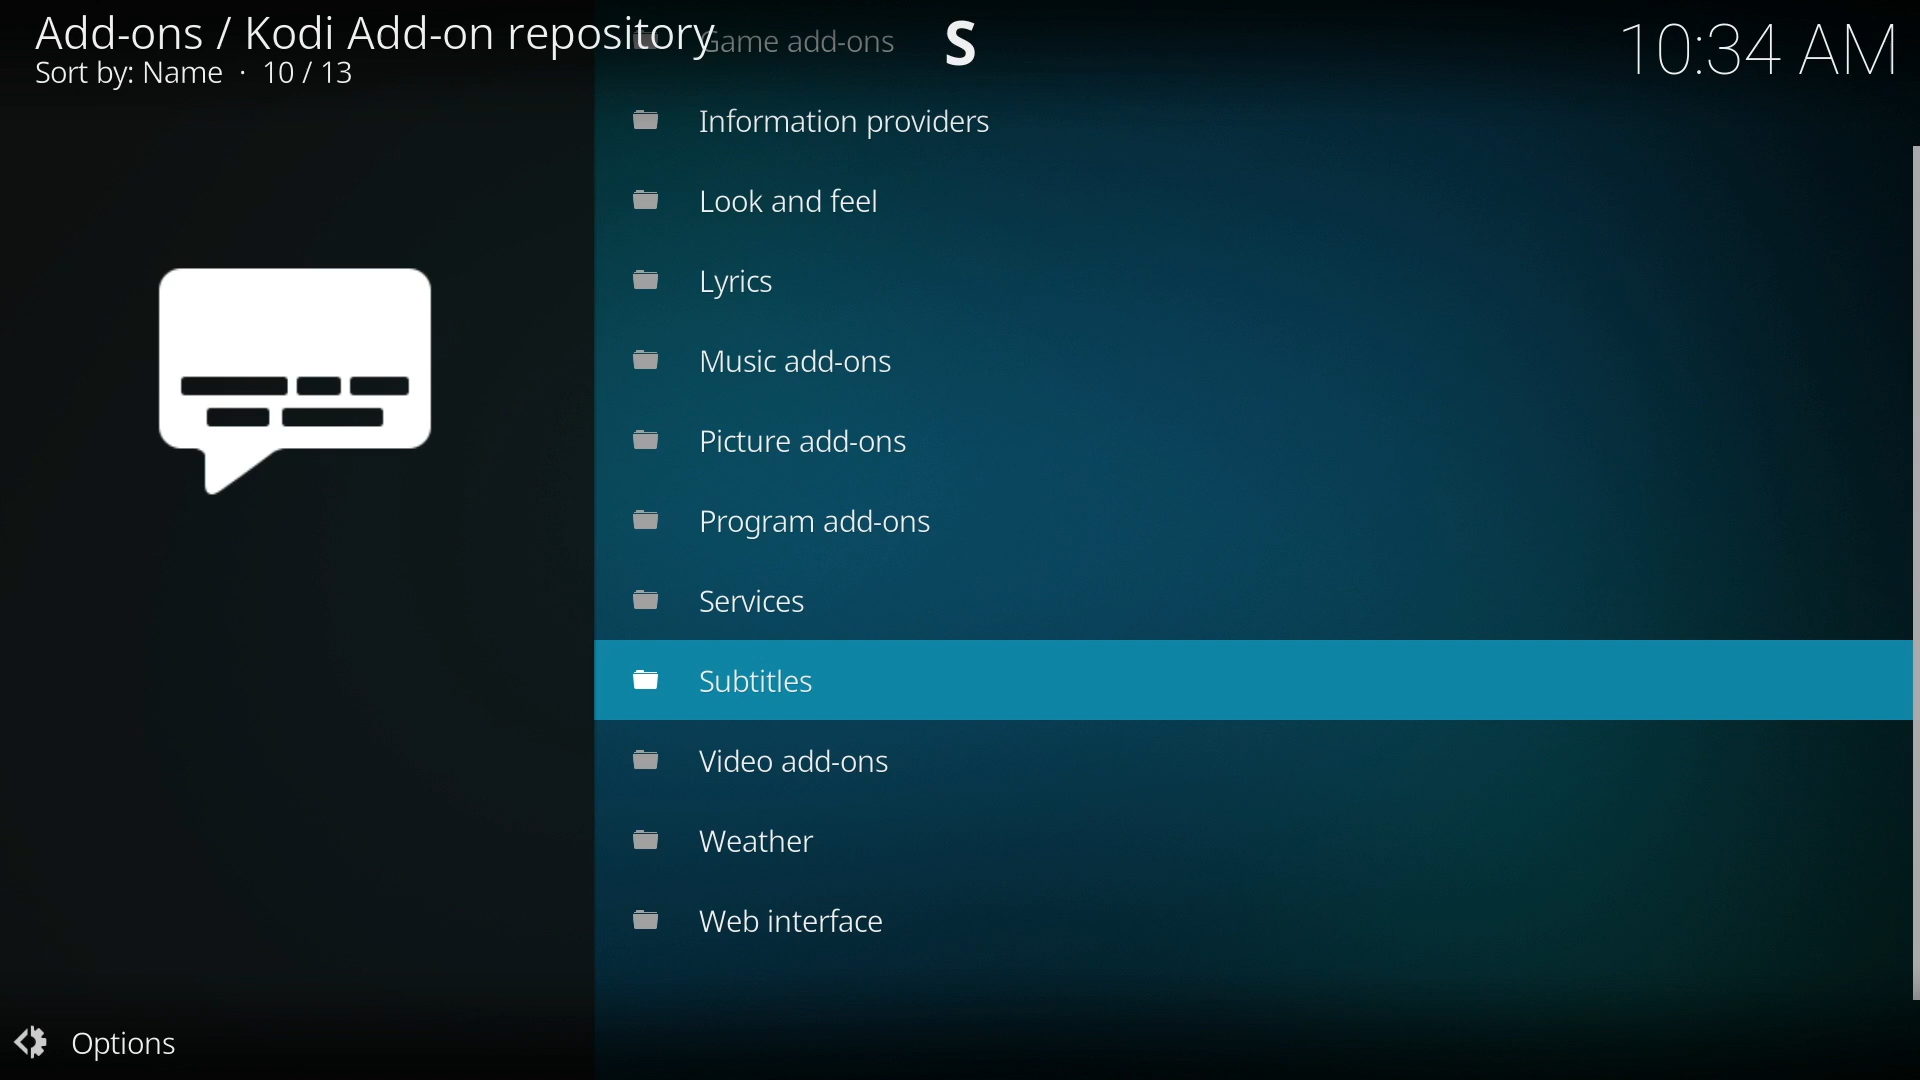 Add-ons / Kodi Add-on repository
Sort by: Name · 10 / 13
Game add-ons
S
10:34 AM
Information providers
Look and feel
Lyrics
Music add-ons
Picture add-ons
Program add-ons
Services
Subtitles
Video add-ons
Weather
Web interface
Options